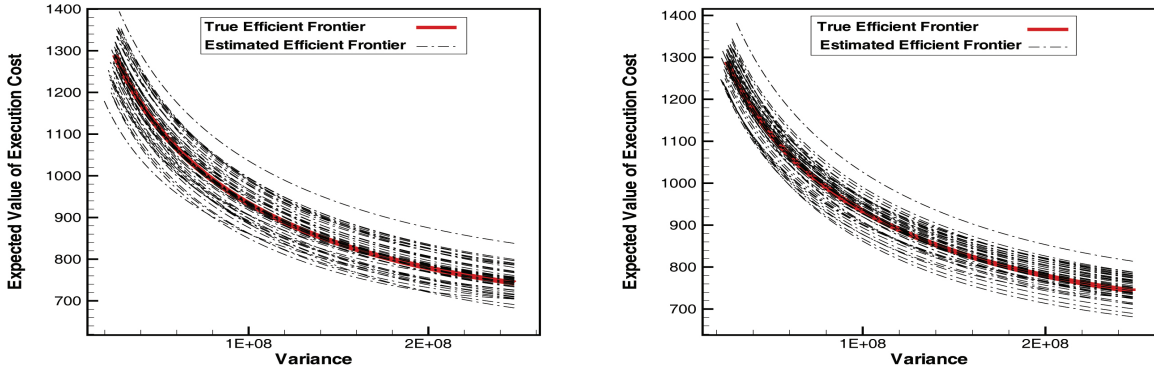 Expected Value of Execution Cost
1400
1300
1200
1100
1000
900
800
700
True Efficient Frontier
Estimated Efficient Frontier
1E+08
2E+08
Variance
Expected Value of Execution Cost
1400
1300
1200
1100
1000
900
800
700
True Efficient Frontier
Estimated Efficient Frontier
1E+08
2E+08
Variance